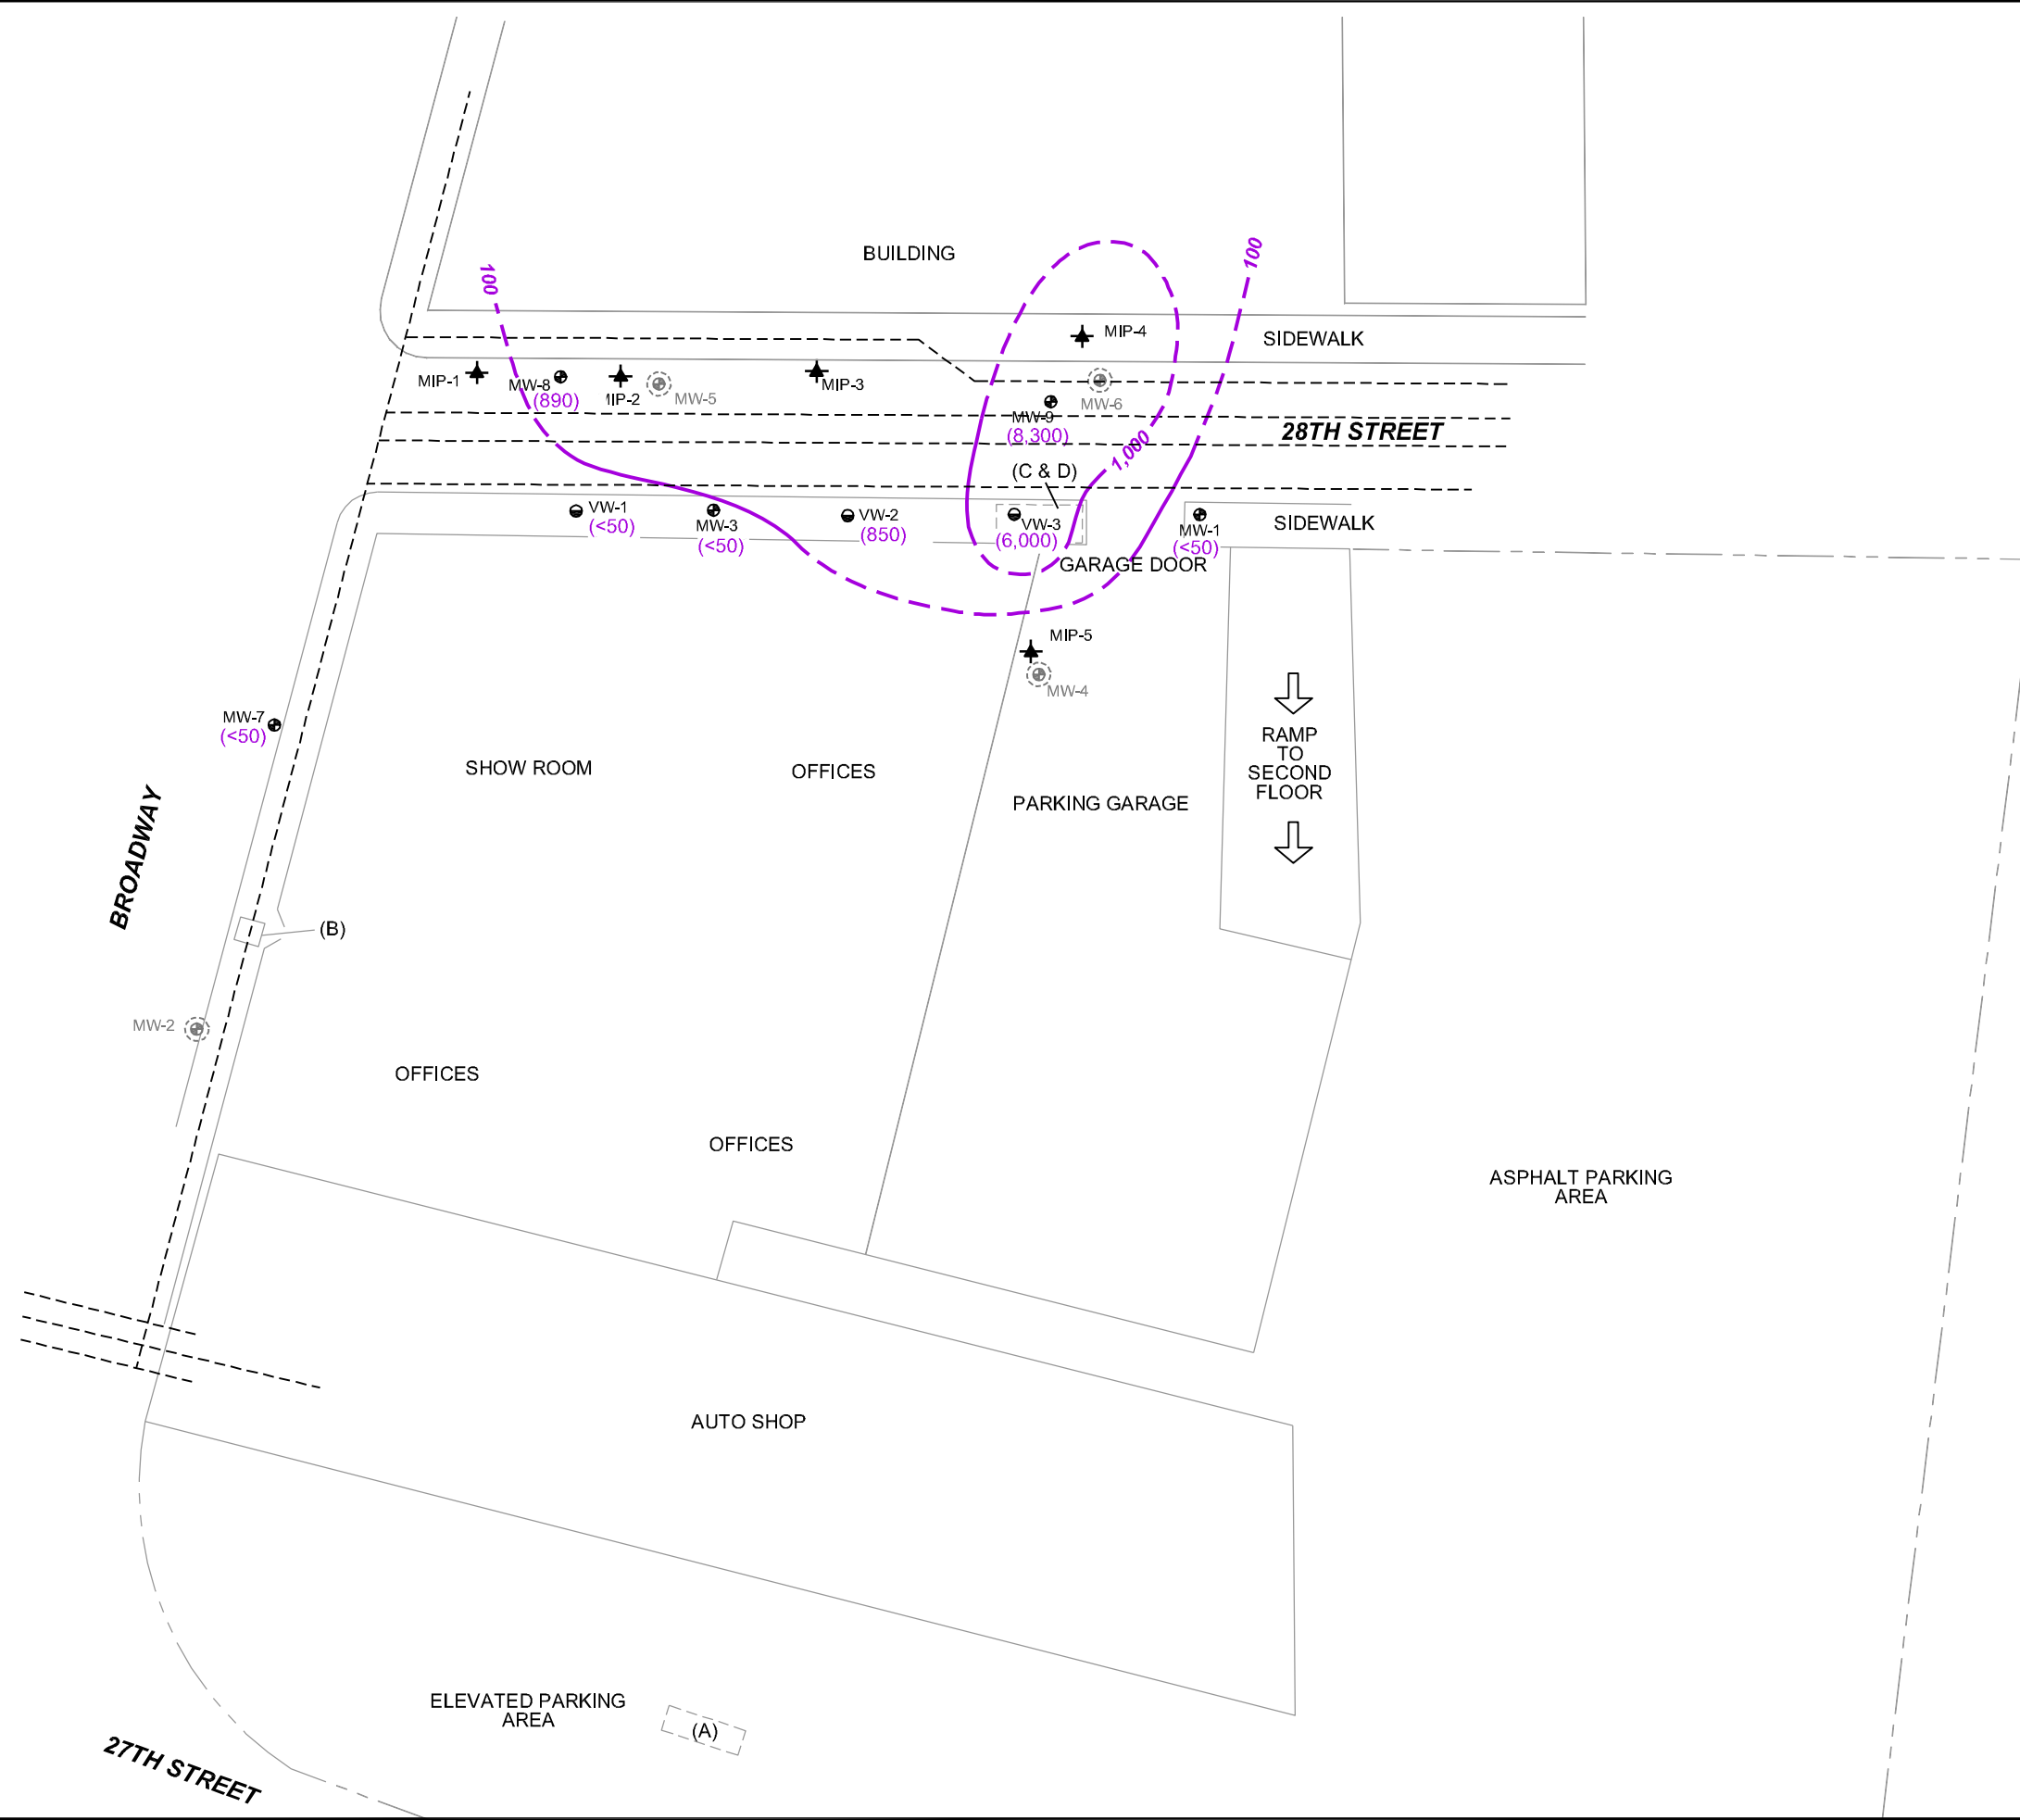 100
100
BUILDING
SIDEWALK
MIP-4
MIP-1
MW-8
(890)
MIP-2
MW-5
MIP-3
MW-6
MW-9
(8,300)
1,000
28TH STREET
(C & D)
VW-1
(<50)
MW-3
(<50)
VW-2
(850)
VW-3
(6,000)
MW-1
(<50)
SIDEWALK
GARAGE DOOR
MIP-5
MW-4
MW-7
(<50)
SHOW ROOM
OFFICES
PARKING GARAGE
RAMP
TO
SECOND
FLOOR
BROADWAY
(B)
MW-2
OFFICES
OFFICES
ASPHALT PARKING
AREA
AUTO SHOP
ELEVATED PARKING
AREA
(A)
27TH STREET